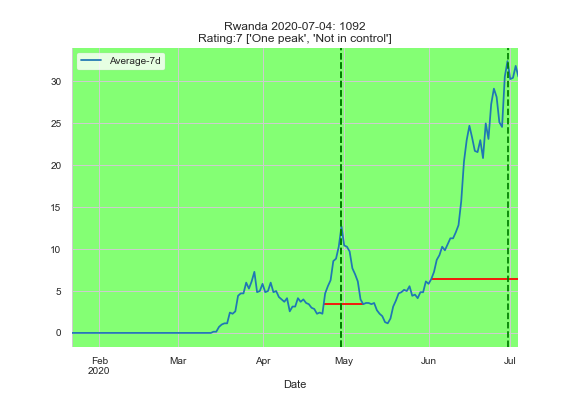 Rwanda 2020-07-04: 1092
Rating:7 ['One peak', 'Not in control']
Average-7d
30
25
20
15
10
5
0
Feb Mar Apr May Jun Jul
2020
Date